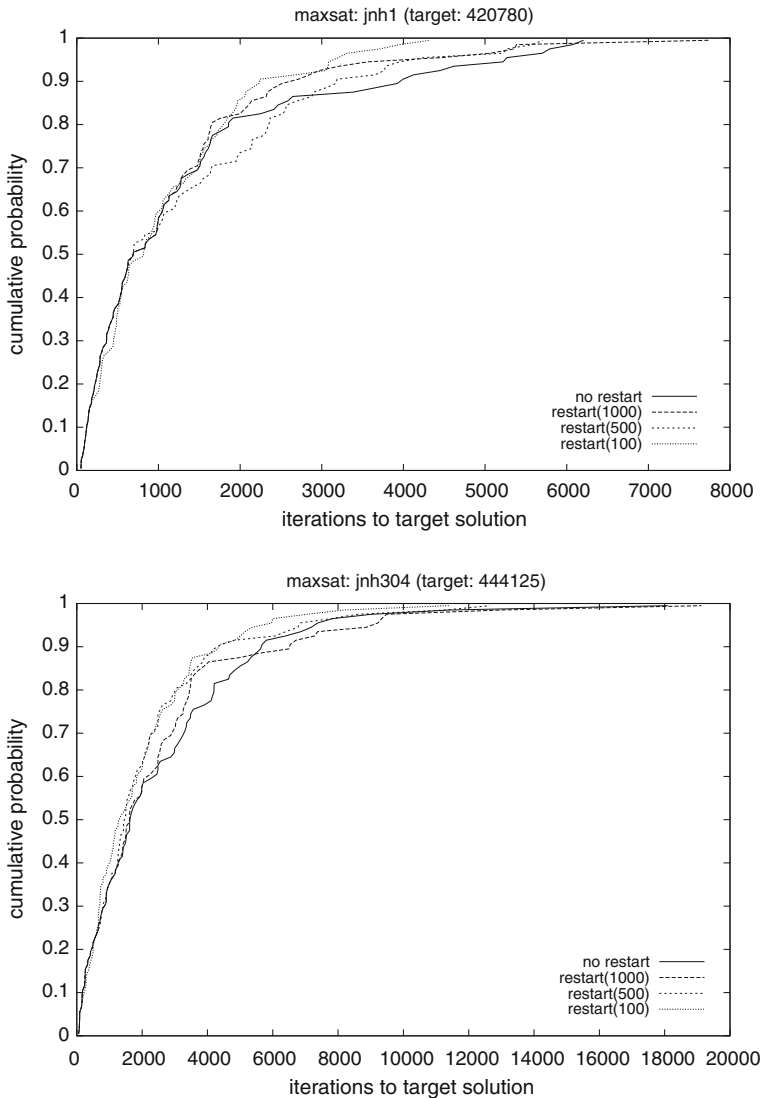 maxsat: jnh1 (target: 420780)
1
0.9
0.8
0.7
0.6
0.5
0.4
0.3
0.2
0.1
0
cumulative probability
no restart
restart(1000)
restart(500)
restart(100)
0 1000 2000 3000 4000 5000 6000 7000 8000
iterations to target solution
maxsat: jnh304 (target: 444125)
1
0.9
0.8
0.7
0.6
0.5
0.4
0.3
0.2
0.1
0
cumulative probability
no restart
restart(1000)
restart(500)
restart(100)
0 2000 4000 6000 8000 10000 12000 14000 16000 18000 20000
iterations to target solution